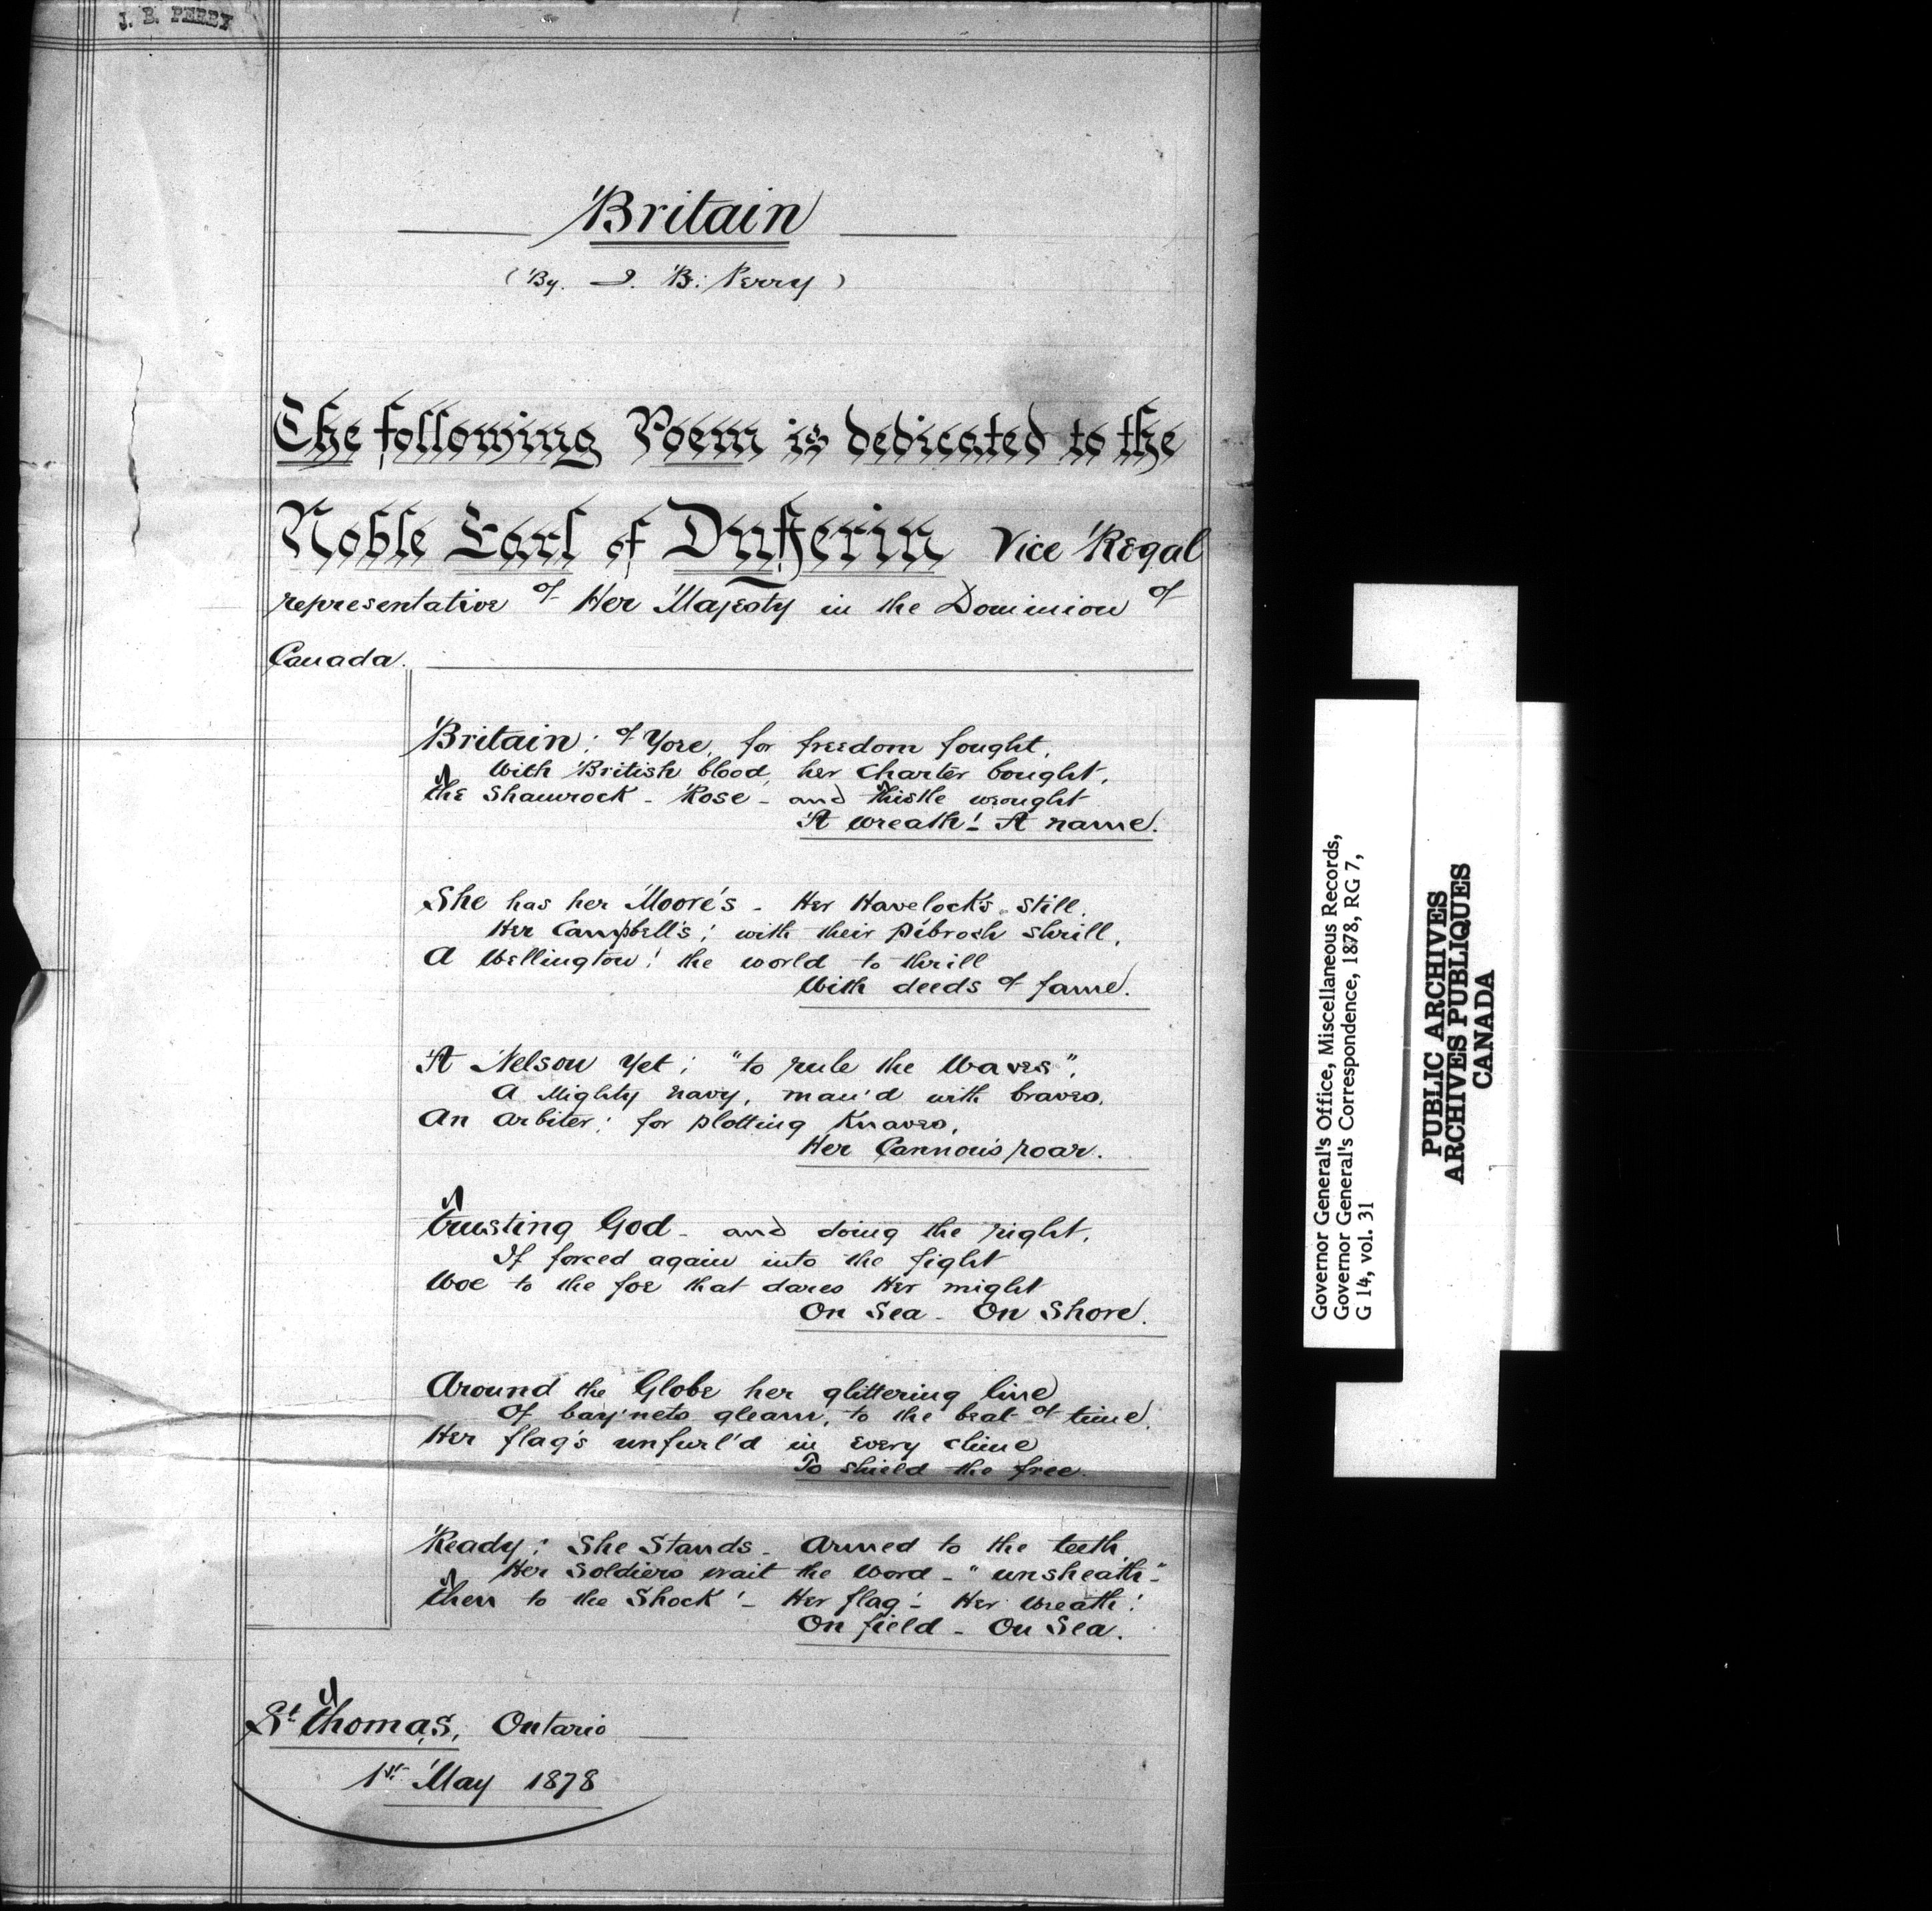 J. B. PERRY
Britain
(By. J. B. Perry)
The following Poem is dedicated to the
Noble Earl of Dufferin Vice Regal
representative of Her Majesty in the Dominion of
Canada.
Britain; of Yore, for freedom fought,
With British blood, her Charter bought,
the Shamrock - Rose - and thistle wrought
A wreath! A name.
She has her Moore's - Her Havelock's still,
Her Campbell's; with their pibroch shrill,
A Wellington! the world to thrill
With deeds of fame.
A Nelson Yet; "to rule the Waves",
A Mighty navy, man'd with braves,
An Arbiter; for plotting Knaves,
Her Cannon's roar.
trusting God - and doing the right,
If forced again into the fight
Woe to the foe that dares Her might
On Sea - On Shore.
Around the Globe her glittering line
Of bay'nets gleam, to the beat of time,
Her flag's unfurl'd in every clime
To shield the free.
Ready; She Stands - Armed to the teeth,
Her Soldiers wait the Word - "unsheath"-
then to the Shock! - Her flag! - Her Wreath!
On field - On Sea.
St Thomas, Ontario
1st May 1878
Governor General's Office, Miscellaneous Records,
Governor General's Correspondence, 1878, RG 7,
G 14, vol. 31
PUBLIC ARCHIVES
ARCHIVES PUBLIQUES
CANADA